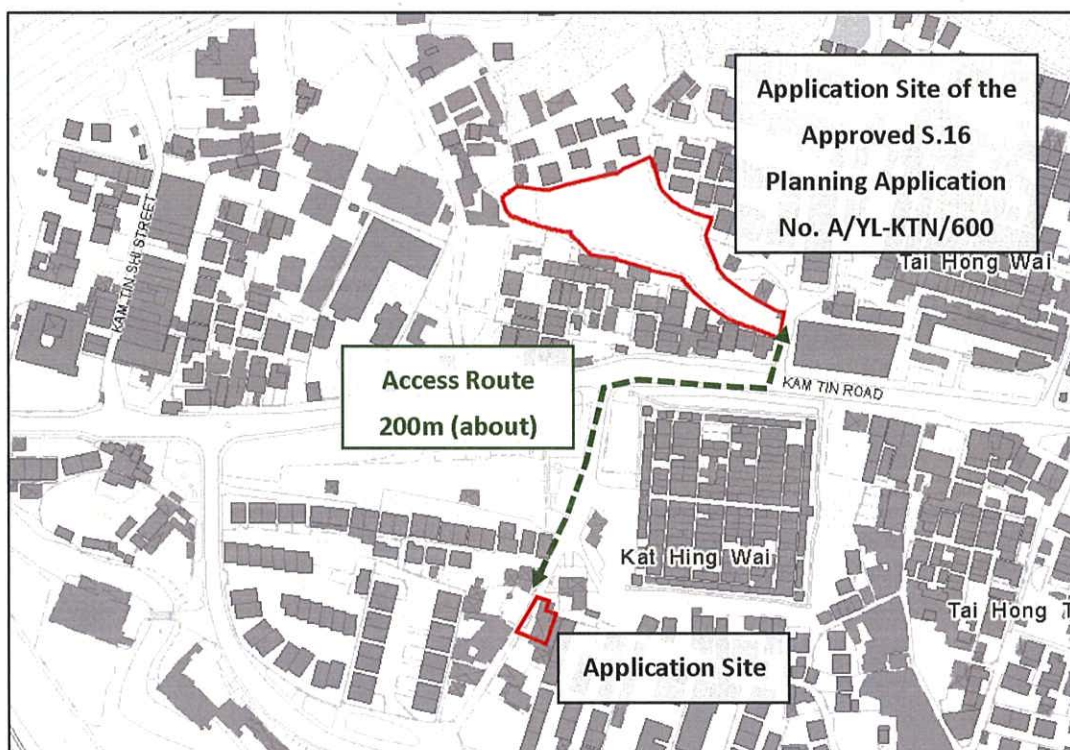 Application Site of the
Approved S.16
Planning Application
No. A/YL-KTN/600
Tai Hong Wai
KAM TIN SHI STREET
Access Route
200m (about)
KAM TIN ROAD
Kat Hing Wai
Tai Hong T
Application Site